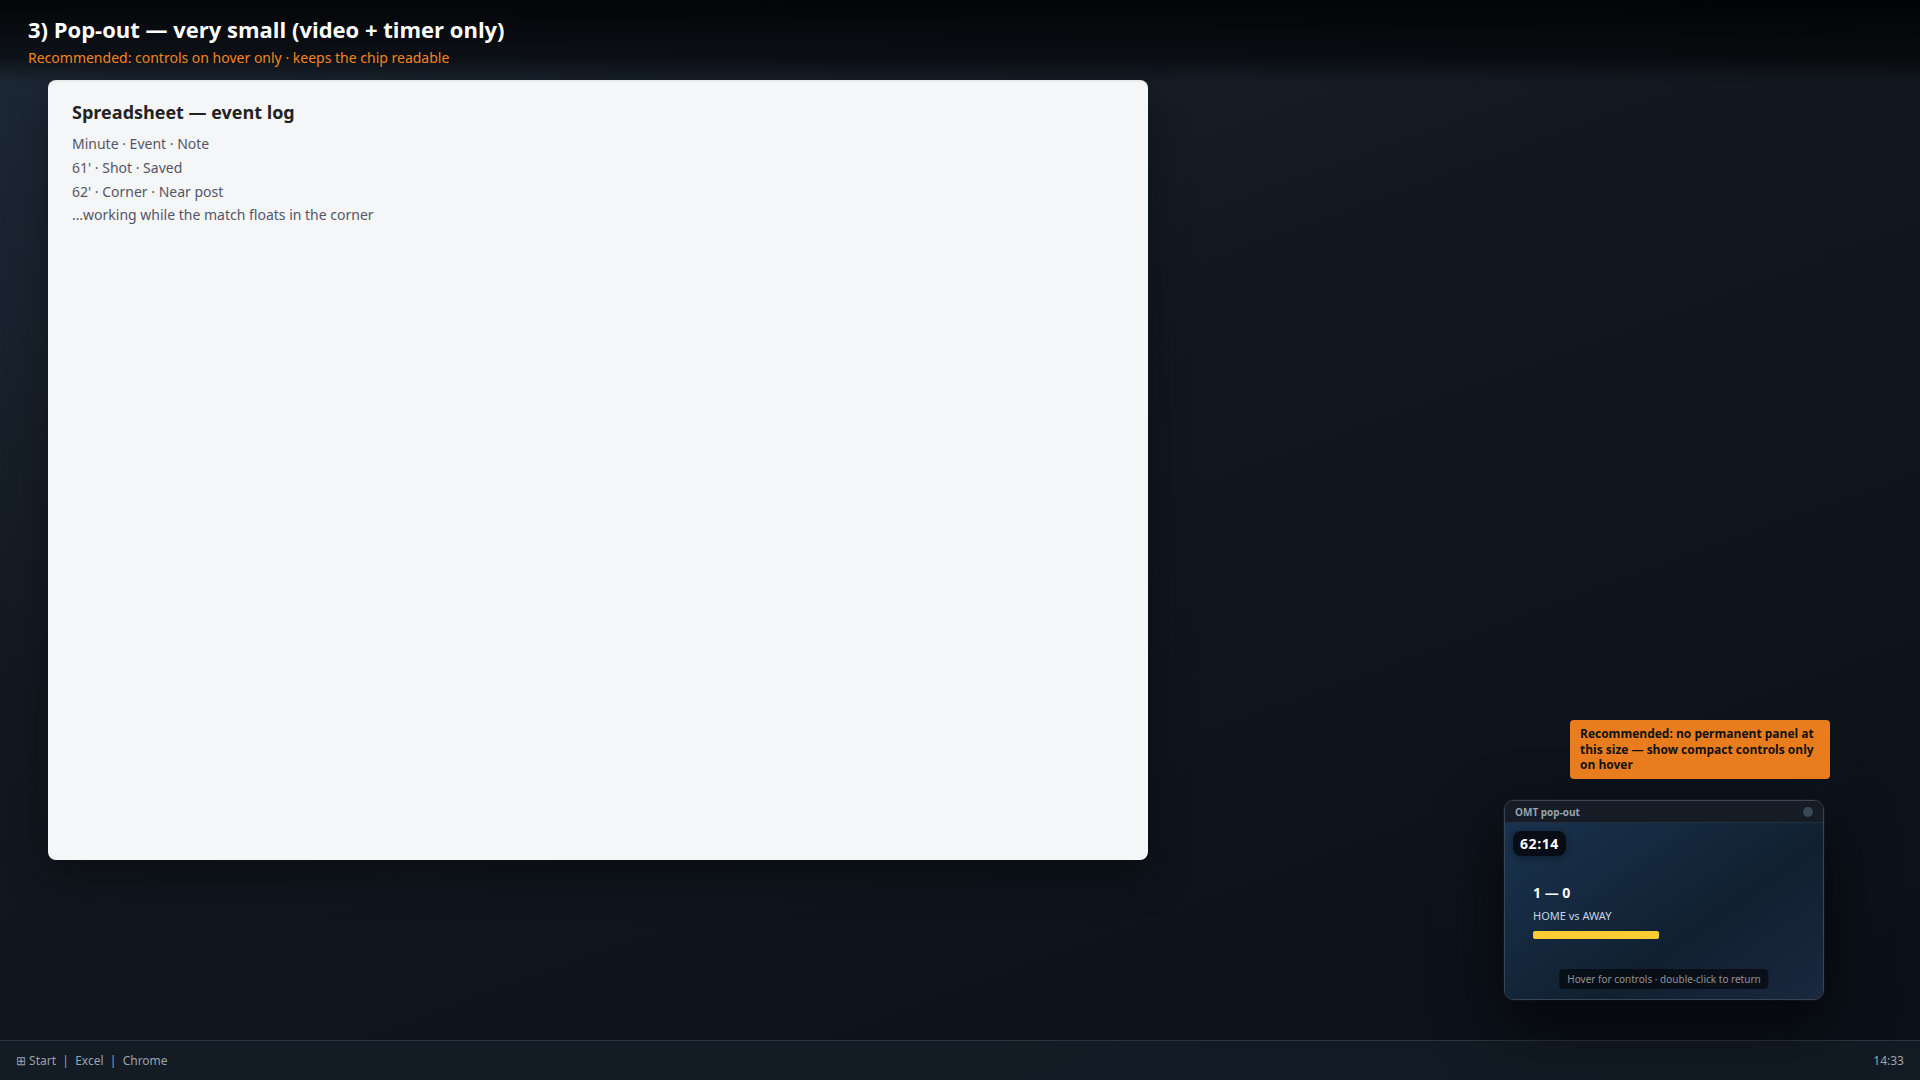 3) Pop-out — very small (video + timer only)
Recommended: controls on hover only · keeps the chip readable
Spreadsheet — event log
Minute · Event · Note
61' · Shot · Saved
62' · Corner · Near post
...working while the match floats in the corner
Recommended: no permanent panel at
this size — show compact controls only
on hover
OMT pop-out
62:14
1 — 0
HOME vs AWAY
Hover for controls · double-click to return
⊞ Start | Excel | Chrome
14:33